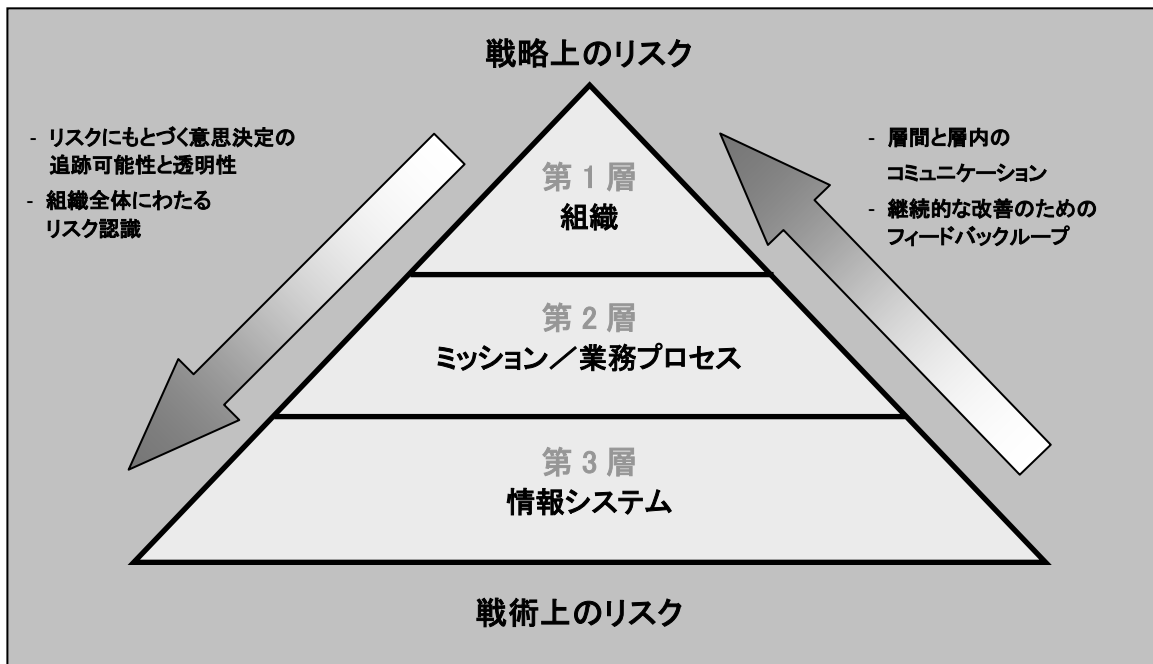 戦略上のリスク
- リスクにもとづく意思決定の
追跡可能性と透明性
- 組織全体にわたる
リスク認識
- 層間と層内の
コミュニケーション
- 継続的な改善のための
フィードバックループ
第 1 層
組織
第 2 層
ミッション／業務プロセス
第 3 層
情報システム
戦術上のリスク